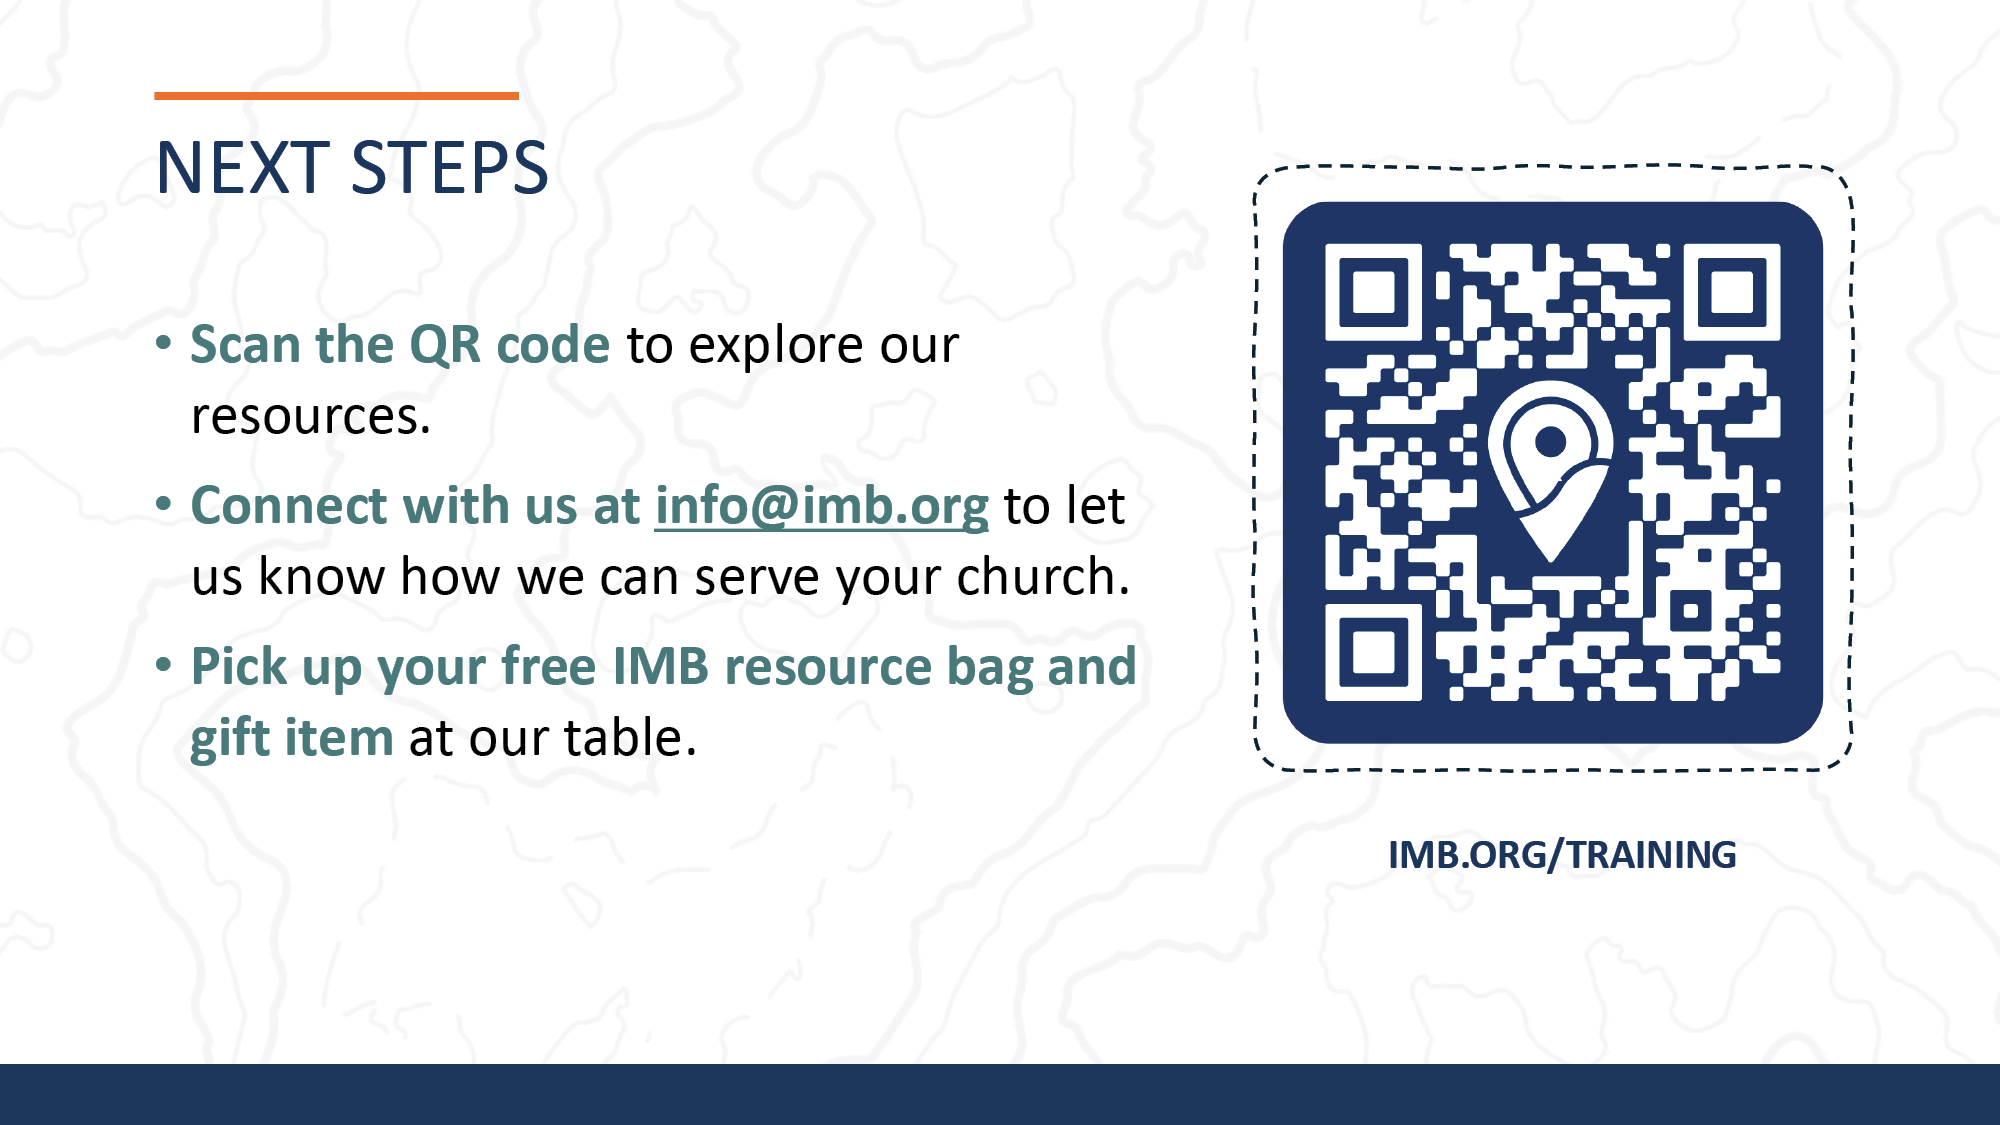 NEXT STEPS
• Scan the QR code to explore our
resources.
• Connect with us at info@imb.org to let
us know how we can serve your church.
• Pick up your free IMB resource bag and
gift item at our table.
IMB.ORG/TRAINING